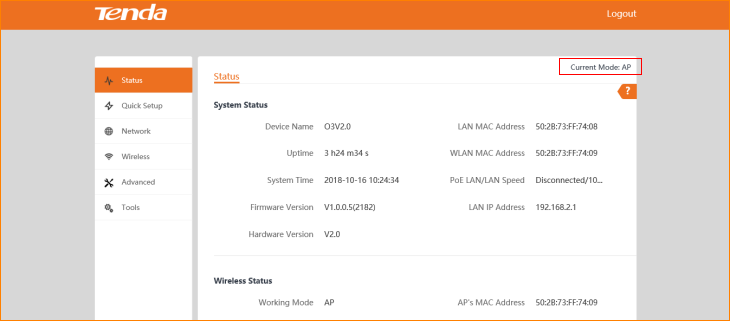 Tenda
Logout
Current Mode: AP
Status
Status
?
Quick Setup
System Status
Network
Device Name O3V2.0 LAN MAC Address 50:2B:73:FF:74:08
Wireless
Uptime 3 h24 m34 s WLAN MAC Address 50:2B:73:FF:74:09
Advanced
System Time 2018-10-16 10:24:34 PoE LAN/LAN Speed Disconnected/10...
Tools
Firmware Version V1.0.0.5(2182) LAN IP Address 192.168.2.1
Hardware Version V2.0
Wireless Status
Working Mode AP AP's MAC Address 50:2B:73:FF:74:09